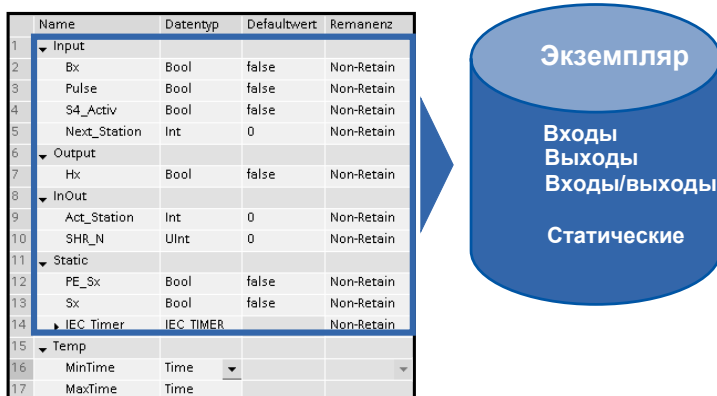 Name Datentyp Defaultwert Remanenz
1 Input
2 Bx Bool false Non-Retain
3 Pulse Bool false Non-Retain
4 S4_Activ Bool false Non-Retain
5 Next_Station Int 0 Non-Retain
6 Output
7 Hx Bool false Non-Retain
8 InOut
9 Act_Station Int 0 Non-Retain
10 SHR_N UInt 0 Non-Retain
11 Static
12 PE_Sx Bool false Non-Retain
13 Sx Bool false Non-Retain
14 IEC Timer IEC TIMER Non-Retain
15 Temp
16 MinTime Time
17 MaxTime Time
Экземпляр
Входы
Выходы
Входы/выходы
Статические